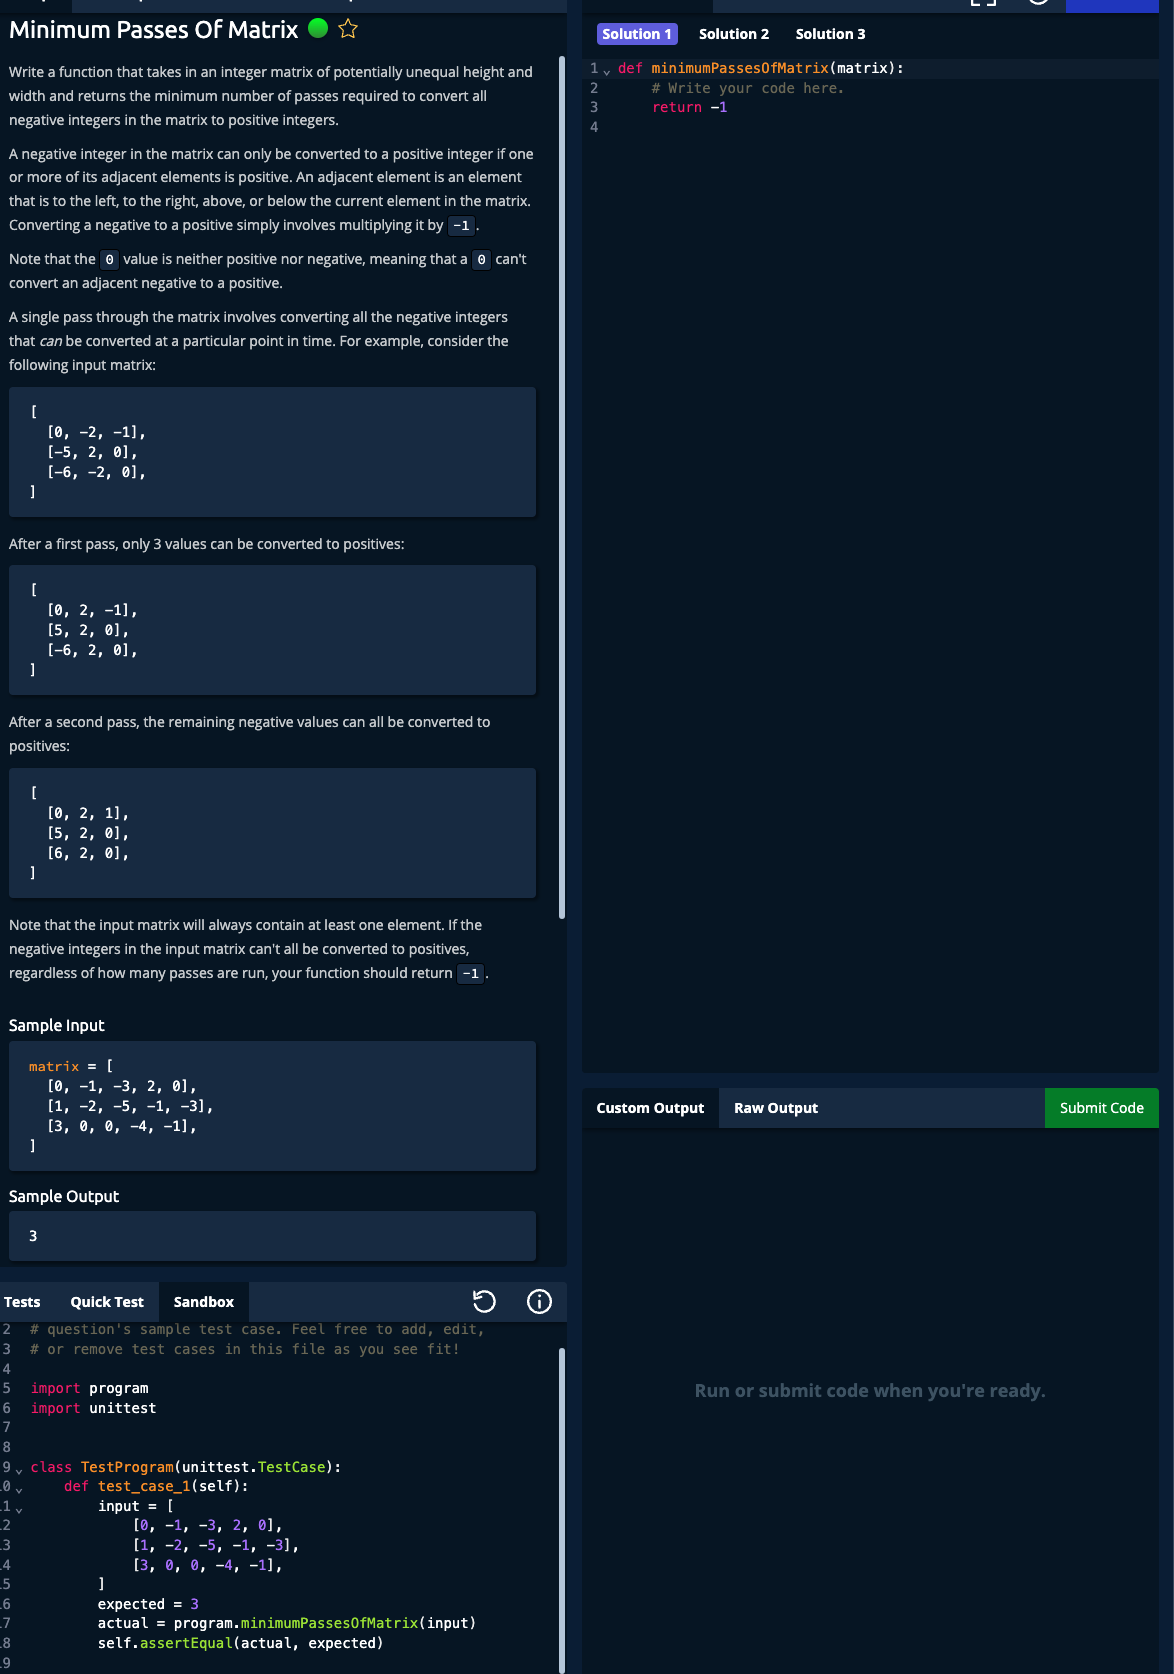 Minimum Passes Of Matrix
Write a function that takes in an integer matrix of potentially unequal height and
width and returns the minimum number of passes required to convert all
negative integers in the matrix to positive integers.
A negative integer in the matrix can only be converted to a positive integer if one
or more of its adjacent elements is positive. An adjacent element is an element
that is to the left, to the right, above, or below the current element in the matrix.
Converting a negative to a positive simply involves multiplying it by -1 .
Note that the 0 value is neither positive nor negative, meaning that a 0 can't
convert an adjacent negative to a positive.
A single pass through the matrix involves converting all the negative integers
that can be converted at a particular point in time. For example, consider the
following input matrix:
[
[0, -2, -1],
[-5, 2, 0],
[-6, -2, 0],
]
After a first pass, only 3 values can be converted to positives:
[
[0, 2, -1],
[5, 2, 0],
[-6, 2, 0],
]
After a second pass, the remaining negative values can all be converted to
positives:
[
[0, 2, 1],
[5, 2, 0],
[6, 2, 0],
]
Note that the input matrix will always contain at least one element. If the
negative integers in the input matrix can't all be converted to positives,
regardless of how many passes are run, your function should return -1 .
Sample Input
matrix = [
[0, -1, -3, 2, 0],
[1, -2, -5, -1, -3],
[3, 0, 0, -4, -1],
]
Sample Output
3
Tests Quick Test Sandbox
2 # question's sample test case. Feel free to add, edit,
3 # or remove test cases in this file as you see fit!
4
5 import program
6 import unittest
7
8
9 class TestProgram(unittest.TestCase):
10 def test_case_1(self):
11 input = [
12 [0, -1, -3, 2, 0],
13 [1, -2, -5, -1, -3],
14 [3, 0, 0, -4, -1],
15 ]
16 expected = 3
17 actual = program.minimumPassesOfMatrix(input)
18 self.assertEqual(actual, expected)
19
Solution 1 Solution 2 Solution 3
1 def minimumPassesOfMatrix(matrix):
2 # Write your code here.
3 return -1
4
Custom Output Raw Output Submit Code
Run or submit code when you're ready.